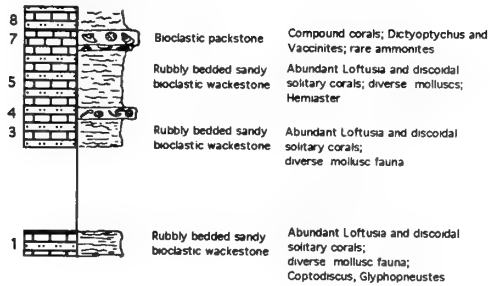 8
7
Bioclastic packstone
Compound corals; Dictyoptychus and
Vaccinites; rare ammonites
5
Rubbly bedded sandy
bioclastic wackestone
Abundant Loftusia and discoidal
solitary corals; diverse molluscs;
Hemiaster
4
3
Rubbly bedded sandy
bioclastic wackestone
Abundant Loftusia and discoidal
solitary corals;
diverse mollusc fauna
1
Rubbly bedded sandy
bioclastic wackestone
Abundant Loftusia and discoidal
solitary corals;
diverse mollusc fauna;
Coptodiscus, Glyphopneustes